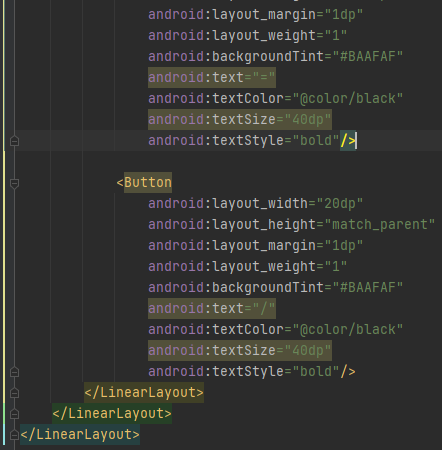 android:layout_margin="1dp"
android:layout_weight="1"
android:backgroundTint="#BAAFAF"
android:text="="
android:textColor="@color/black"
android:textSize="40dp"
android:textStyle="bold"/>
<Button
android:layout_width="20dp"
android:layout_height="match_parent"
android:layout_margin="1dp"
android:layout_weight="1"
android:backgroundTint="#BAAFAF"
android:text="/"
android:textColor="@color/black"
android:textSize="40dp"
android:textStyle="bold"/>
</LinearLayout>
</LinearLayout>
</LinearLayout>